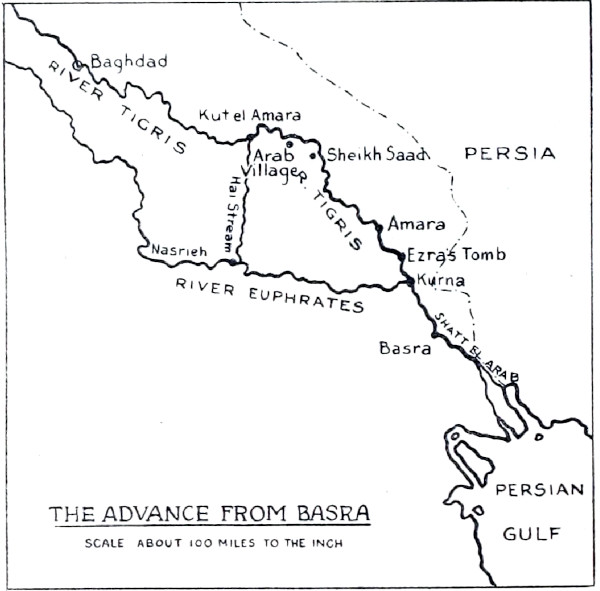 Baghdad
RIVER TIGRIS
Kut el Amara
Arab
Village
Sheikh Saad
PERSIA
R. TIGRIS
Hai Stream
Amara
Nasrieh
Ezra's Tomb
Kurna
RIVER EUPHRATES
SHATT EL ARAB
Basra
PERSIAN
GULF
THE ADVANCE FROM BASRA
SCALE ABOUT 100 MILES TO THE INCH